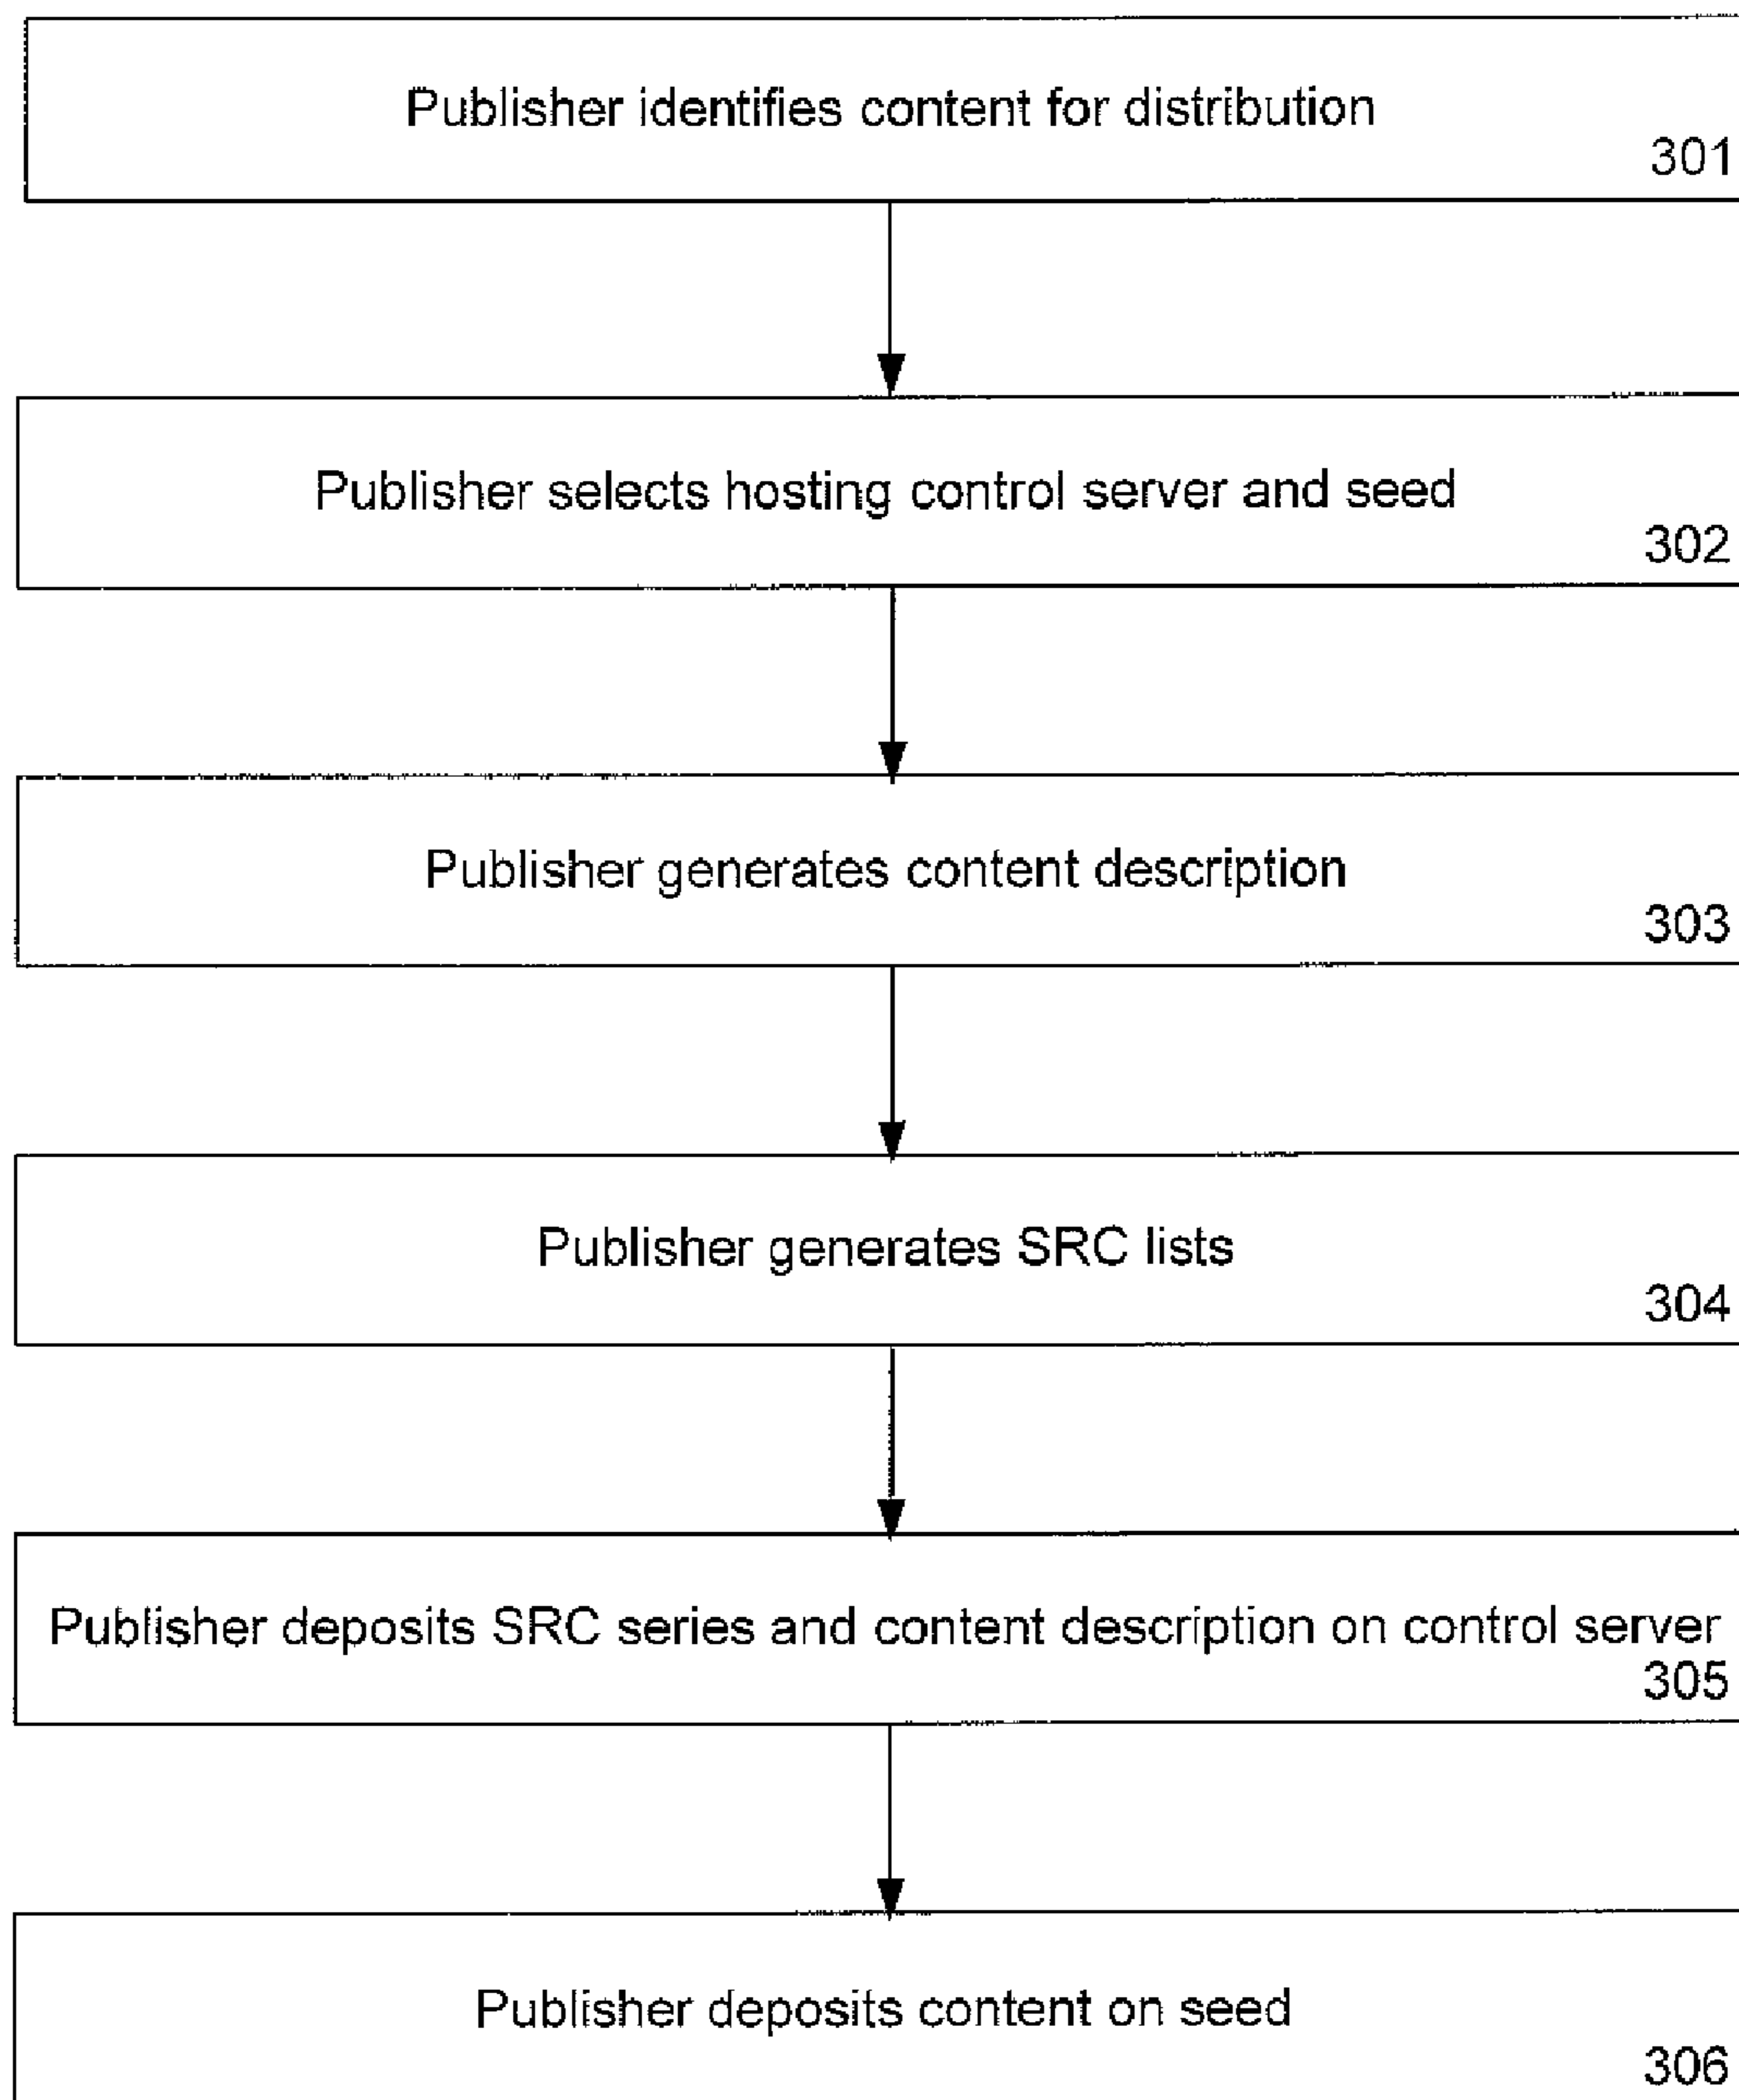 Publisher identifies content for distribution
301
Publisher selects hosting control server and seed
302
Publisher generates content description
303
Publisher generates SRC lists
304
Publisher deposits SRC series and content description on control server
305
Publisher deposits content on seed
306